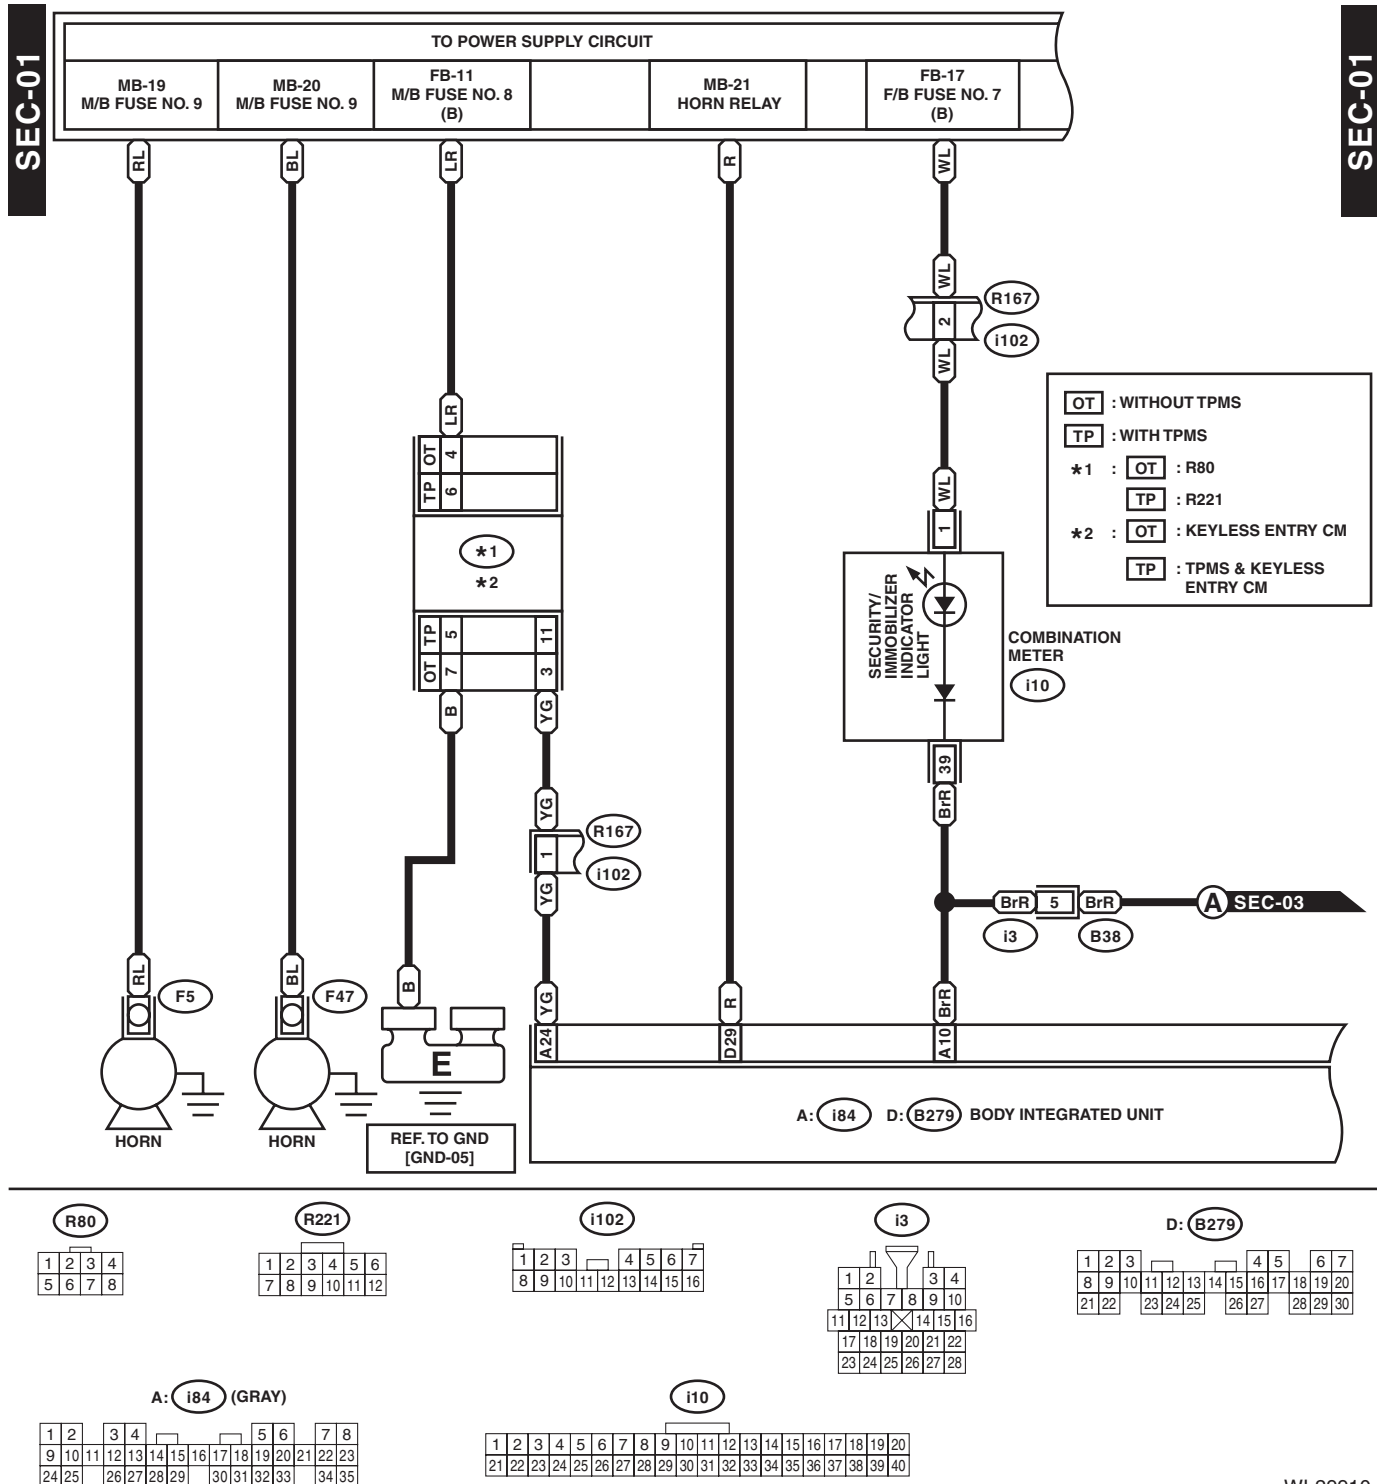 SEC-01
SEC-01
TO POWER SUPPLY CIRCUIT
MB-19
M/B FUSE NO. 9
MB-20
M/B FUSE NO. 9
FB-11
M/B FUSE NO. 8
(B)
MB-21
HORN RELAY
FB-17
F/B FUSE NO. 7
(B)
RL
BL
LR
R
WL
WL
2
R167
i102
WL
LR
OT 4
TP 6
*1
*2
TP 5 11
OT 7 3
B
YG
WL
1
SECURITY/
IMMOBILIZER
INDICATOR
LIGHT
COMBINATION
METER
i10
39
BrR
OT : WITHOUT TPMS
TP : WITH TPMS
*1 : OT : R80
TP : R221
*2 : OT : KEYLESS ENTRY CM
TP : TPMS & KEYLESS
ENTRY CM
YG
1
R167
i102
YG
BrR 5 BrR
A SEC-03
i3
B38
RL
F5
BL
F47
B
YG
R
BrR
A24
D29
A10
E
HORN
HORN
REF. TO GND
[GND-05]
A: i84 D: B279 BODY INTEGRATED UNIT
R80
1 2 3 4
5 6 7 8
R221
1 2 3 4 5 6
7 8 9 10 11 12
i102
1 2 3 4 5 6 7
8 9 10 11 12 13 14 15 16
i3
1 2 3 4
5 6 7 8 9 10
11 12 13 14 15 16
17 18 19 20 21 22
23 24 25 26 27 28
D: B279
1 2 3 4 5 6 7
8 9 10 11 12 13 14 15 16 17 18 19 20
21 22 23 24 25 26 27 28 29 30
A: i84 (GRAY)
1 2 3 4 5 6 7 8
9 10 11 12 13 14 15 16 17 18 19 20 21 22 23
24 25 26 27 28 29 30 31 32 33 34 35
i10
1 2 3 4 5 6 7 8 9 10 11 12 13 14 15 16 17 18 19 20
21 22 23 24 25 26 27 28 29 30 31 32 33 34 35 36 37 38 39 40